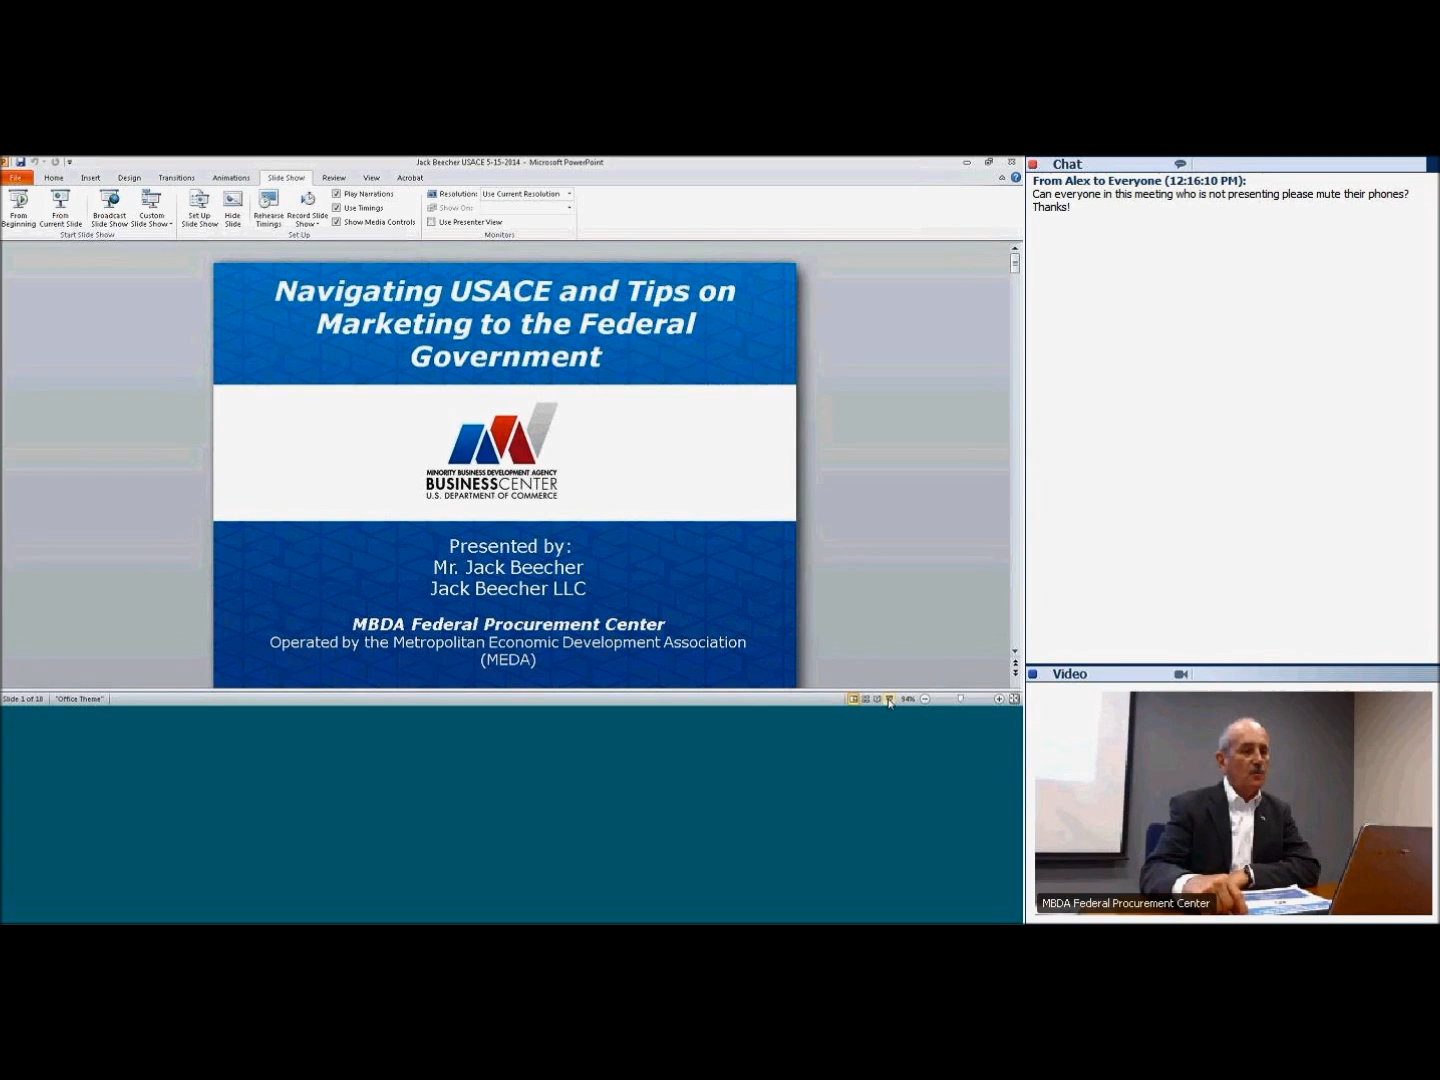 Jack Beecher USACE 5-15-2014 - Microsoft PowerPoint
File Home Insert Design Transitions Animations Slide Show Review View Acrobat
From Beginning
From Current Slide
Broadcast Slide Show
Custom Slide Show
Set Up Slide Show
Hide Slide
Rehearse Timings
Record Slide Show
Play Narrations
Use Timings
Show Media Controls
Resolution: Use Current Resolution
Show On:
Use Presenter View
Start Slide Show
Set Up
Monitors
Navigating USACE and Tips on
Marketing to the Federal
Government
MINORITY BUSINESS DEVELOPMENT AGENCY
BUSINESSCENTER
U.S. DEPARTMENT OF COMMERCE
Presented by:
Mr. Jack Beecher
Jack Beecher LLC
MBDA Federal Procurement Center
Operated by the Metropolitan Economic Development Association
(MEDA)
Slide 1 of 18 "Office Theme"
94%
Chat
From Alex to Everyone (12:16:10 PM):
Can everyone in this meeting who is not presenting please mute their phones?
Thanks!
Video
MBDA Federal Procurement Center